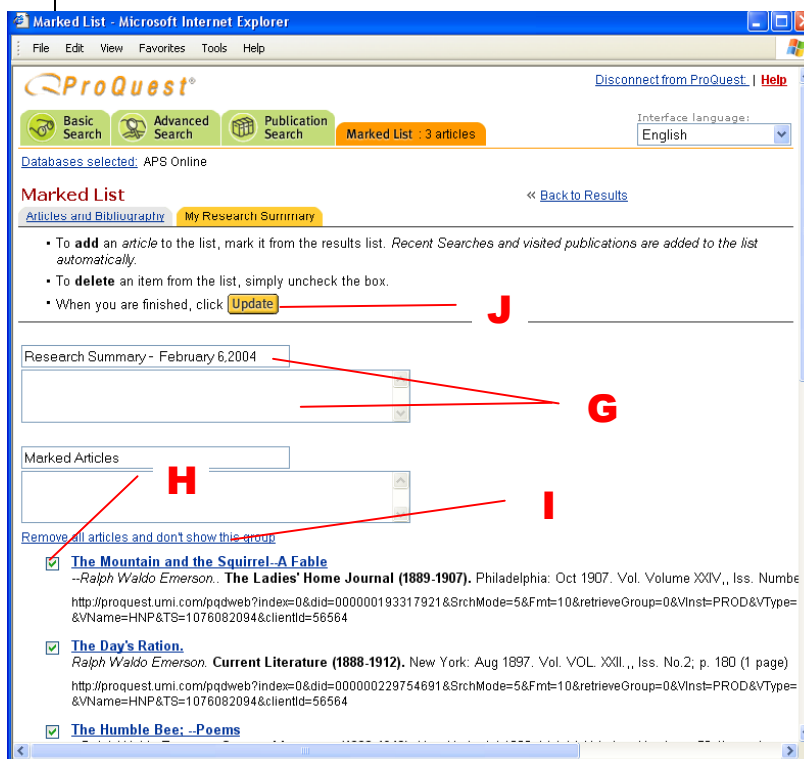 Marked List - Microsoft Internet Explorer
File Edit View Favorites Tools Help
ProQuest®
Disconnect from ProQuest | Help
Basic Search
Advanced Search
Publication Search
Marked List : 3 articles
Interface language:
English
Databases selected: APS Online
Marked List
« Back to Results
Articles and Bibliography
My Research Summary
• To add an article to the list, mark it from the results list. Recent Searches and visited publications are added to the list
automatically.
• To delete an item from the list, simply uncheck the box.
• When you are finished, click Update
J
Research Summary - February 6,2004
G
Marked Articles
H
I
Remove all articles and don't show this group
The Mountain and the Squirrel--A Fable
--Ralph Waldo Emerson.. The Ladies' Home Journal (1889-1907). Philadelphia: Oct 1907. Vol. Volume XXIV,, Iss. Numbe
http://proquest.umi.com/pqdweb?index=0&did=000000193317921&SrchMode=5&Fmt=10&retrieveGroup=0&VInst=PROD&VType=
&VName=HNP&TS=1076082094&clientId=56564
The Day's Ration.
Ralph Waldo Emerson. Current Literature (1888-1912). New York: Aug 1897. Vol. VOL. XXII.,, Iss. No.2; p. 180 (1 page)
http://proquest.umi.com/pqdweb?index=0&did=000000229754691&SrchMode=5&Fmt=10&retrieveGroup=0&VInst=PROD&VType=
&VName=HNP&TS=1076082094&clientId=56564
The Humble Bee; --Poems